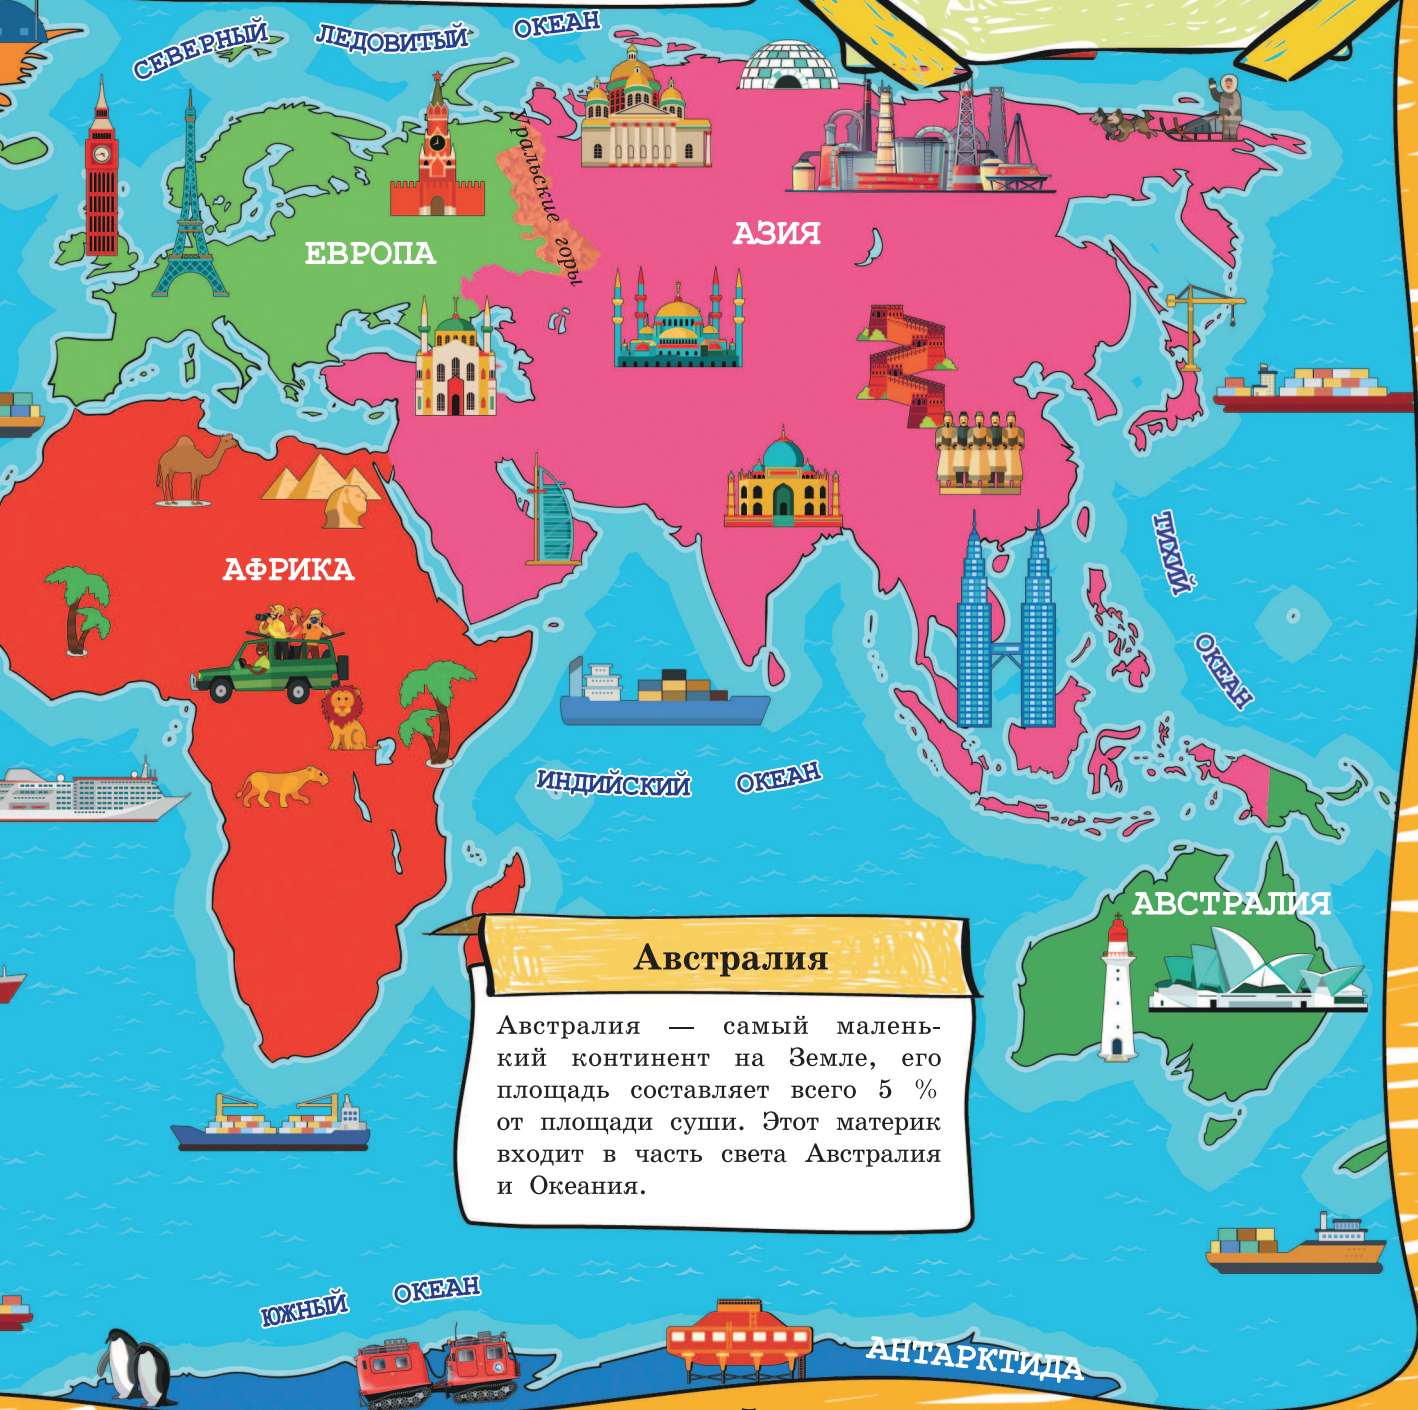 СЕВЕРНЫЙ ЛЕДОВИТЫЙ ОКЕАН
Уральские горы
ЕВРОПА
АЗИЯ
АФРИКА
ТИХИЙ
ОКЕАН
ИНДИЙСКИЙ ОКЕАН
АВСТРАЛИЯ
Австралия
Австралия — самый малень-
кий континент на Земле, его
площадь составляет всего 5 %
от площади суши. Этот материк
входит в часть света Австралия
и Океания.
ЮЖНЫЙ ОКЕАН
АНТАРКТИДА